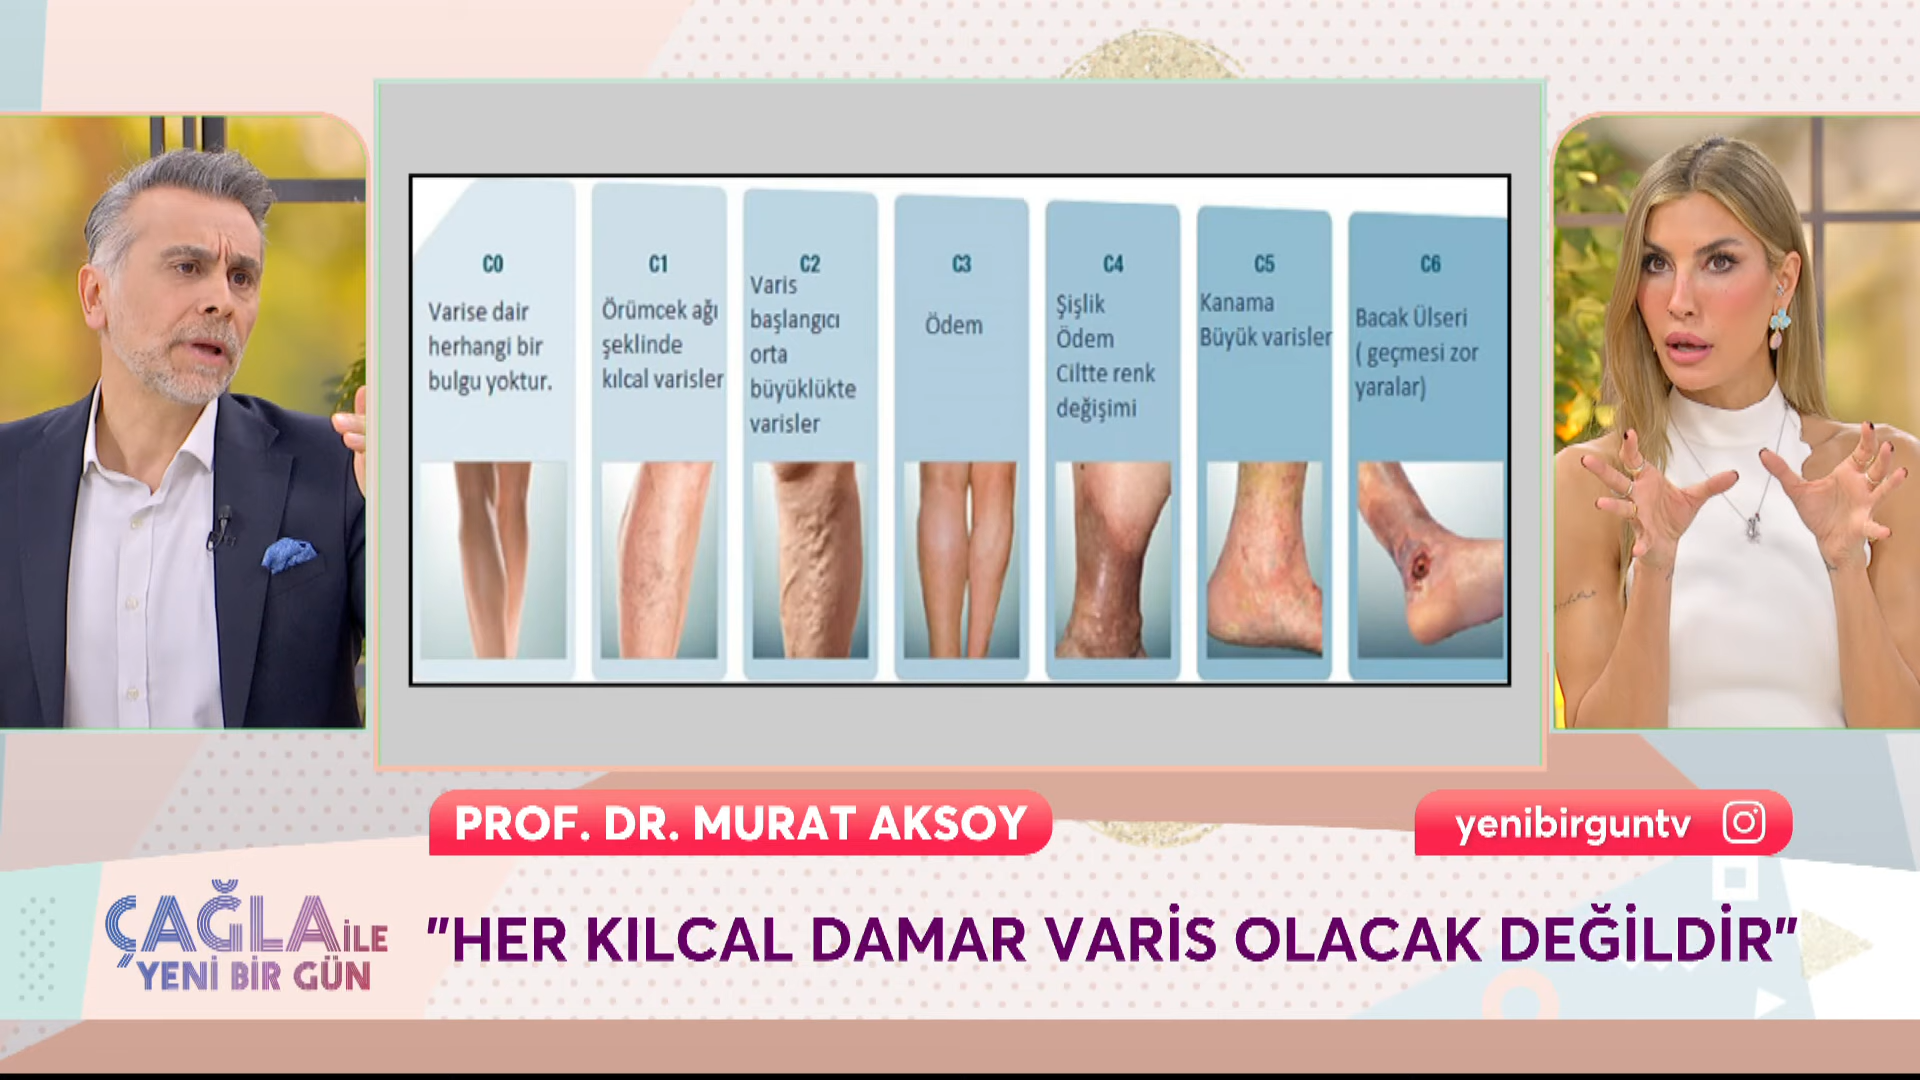 C0
Varise dair
herhangi bir
bulgu yoktur.
C1
Örümcek ağı
şeklinde
kılcal varisler
C2
Varis
başlangıcı
orta
büyüklükte
varisler
C3
Ödem
C4
Şişlik
Ödem
Ciltte renk
değişimi
C5
Kanama
Büyük varisler
C6
Bacak Ülseri
( geçmesi zor
yaralar)
PROF. DR. MURAT AKSOY
yenibirguntv
ÇAĞLA İLE
YENİ BİR GÜN
"HER KILCAL DAMAR VARİS OLACAK DEĞİLDİR"